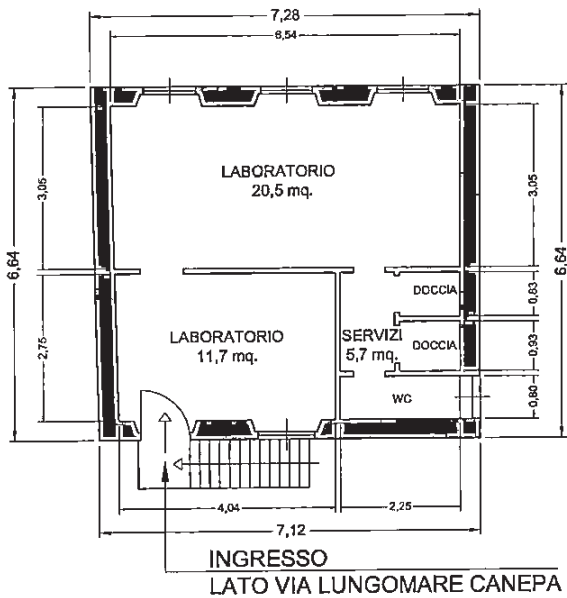 7,28
6,54
LABORATORIO
20,5 mq.
3,05
3,05
6,64
6,64
DOCCIA
0,83
LABORATORIO
11,7 mq.
SERVIZI
5,7 mq.
DOCCIA
0,93
2,75
WC
0,80
4,04
2,25
7,12
INGRESSO
LATO VIA LUNGOMARE CANEPA